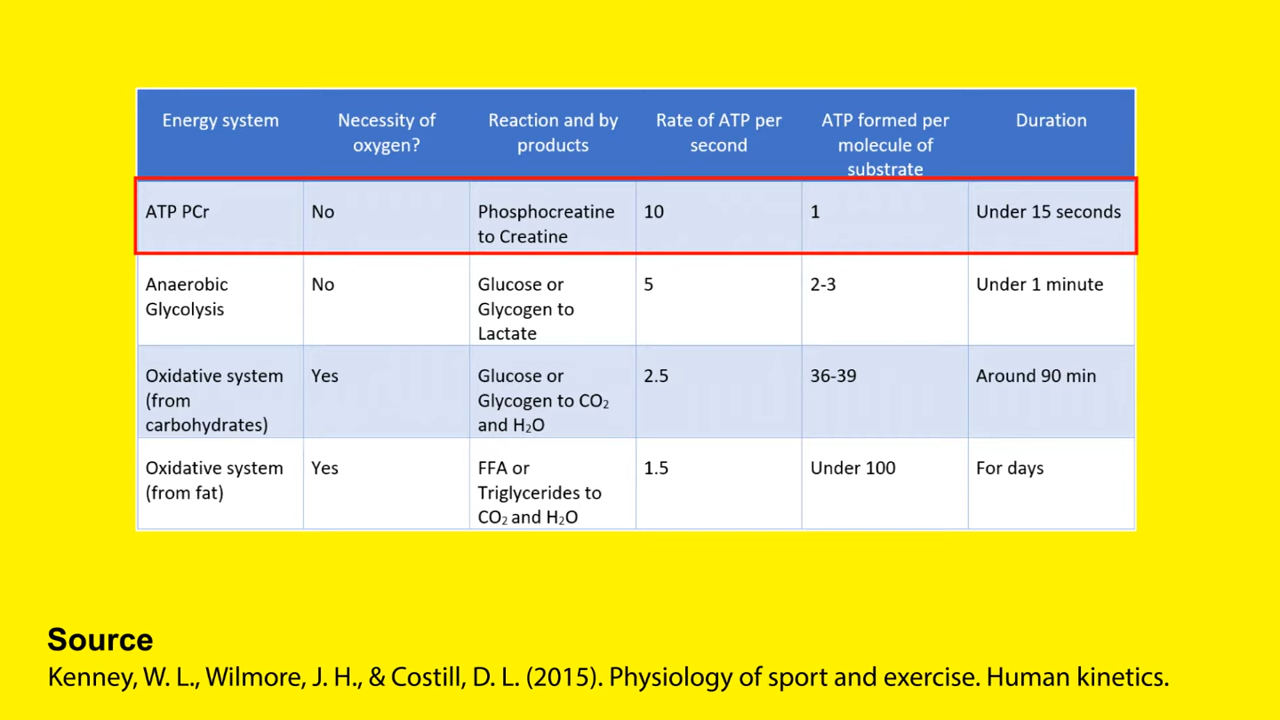 Energy system
Necessity of
oxygen?
Reaction and by
products
Rate of ATP per
second
ATP formed per
molecule of
substrate
Duration
ATP PCr
No
Phosphocreatine
to Creatine
10
1
Under 15 seconds
Anaerobic
Glycolysis
No
Glucose or
Glycogen to
Lactate
5
2-3
Under 1 minute
Oxidative system
(from
carbohydrates)
Yes
Glucose or
Glycogen to CO₂
and H₂O
2.5
36-39
Around 90 min
Oxidative system
(from fat)
Yes
FFA or
Triglycerides to
CO₂ and H₂O
1.5
Under 100
For days
Source
Kenney, W. L., Wilmore, J. H., & Costill, D. L. (2015). Physiology of sport and exercise. Human kinetics.